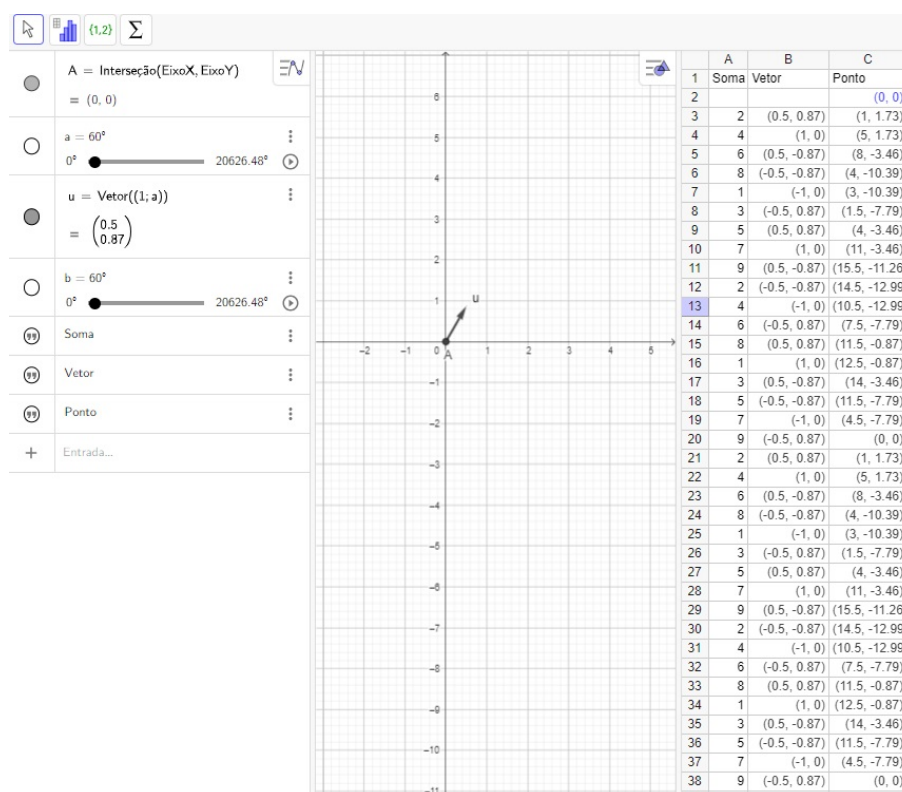 {1,2} Σ
A = Interseção(EixoX, EixoY)
= (0, 0)
a = 60°
0° 20626.48°
u = Vetor((1; a))
= (0.5
0.87)
b = 60°
0° 20626.48°
Soma
Vetor
Ponto
+ Entrada...
6
5
4
3
2
1
u
-2 -1 0 A 1 2 3 4 5
-1
-2
-3
-4
-5
-6
-7
-8
-9
-10
-11
A B C
1 Soma Vetor Ponto
2 (0, 0)
3 2 (0.5, 0.87) (1, 1.73)
4 4 (1, 0) (5, 1.73)
5 6 (0.5, -0.87) (8, -3.46)
6 8 (-0.5, -0.87) (4, -10.39)
7 1 (-1, 0) (3, -10.39)
8 3 (-0.5, 0.87) (1.5, -7.79)
9 5 (0.5, 0.87) (4, -3.46)
10 7 (1, 0) (11, -3.46)
11 9 (0.5, -0.87) (15.5, -11.26
12 2 (-0.5, -0.87) (14.5, -12.99
13 4 (-1, 0) (10.5, -12.99
14 6 (-0.5, 0.87) (7.5, -7.79)
15 8 (0.5, 0.87) (11.5, -0.87)
16 1 (1, 0) (12.5, -0.87)
17 3 (0.5, -0.87) (14, -3.46)
18 5 (-0.5, -0.87) (11.5, -7.79)
19 7 (-1, 0) (4.5, -7.79)
20 9 (-0.5, 0.87) (0, 0)
21 2 (0.5, 0.87) (1, 1.73)
22 4 (1, 0) (5, 1.73)
23 6 (0.5, -0.87) (8, -3.46)
24 8 (-0.5, -0.87) (4, -10.39)
25 1 (-1, 0) (3, -10.39)
26 3 (-0.5, 0.87) (1.5, -7.79)
27 5 (0.5, 0.87) (4, -3.46)
28 7 (1, 0) (11, -3.46)
29 9 (0.5, -0.87) (15.5, -11.26
30 2 (-0.5, -0.87) (14.5, -12.99
31 4 (-1, 0) (10.5, -12.99
32 6 (-0.5, 0.87) (7.5, -7.79)
33 8 (0.5, 0.87) (11.5, -0.87)
34 1 (1, 0) (12.5, -0.87)
35 3 (0.5, -0.87) (14, -3.46)
36 5 (-0.5, -0.87) (11.5, -7.79)
37 7 (-1, 0) (4.5, -7.79)
38 9 (-0.5, 0.87) (0, 0)